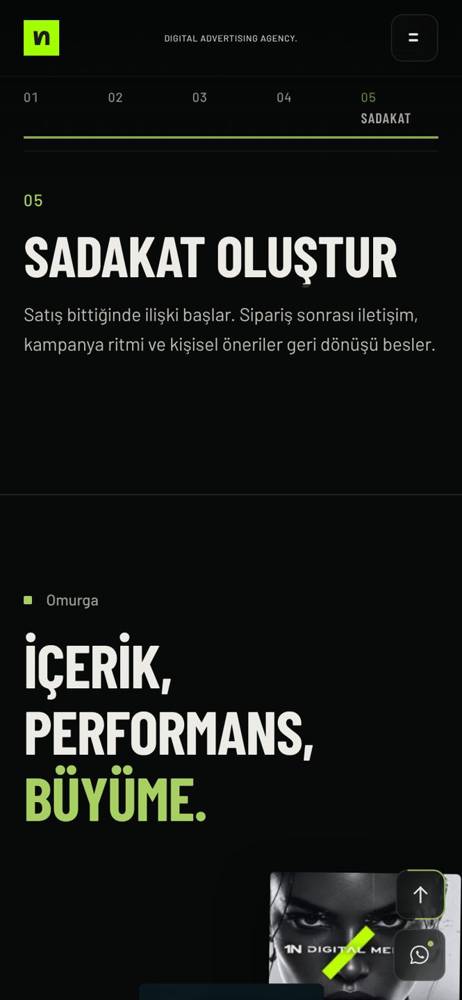 n
DIGITAL ADVERTISING AGENCY.
01 02 03 04 05
SADAKAT
05
SADAKAT OLUŞTUR
Satış bittiğinde ilişki başlar. Sipariş sonrası iletişim,
kampanya ritmi ve kişisel öneriler geri dönüşü besler.
Omurga
İÇERİK,
PERFORMANS,
BÜYÜME.
1N DIGITAL